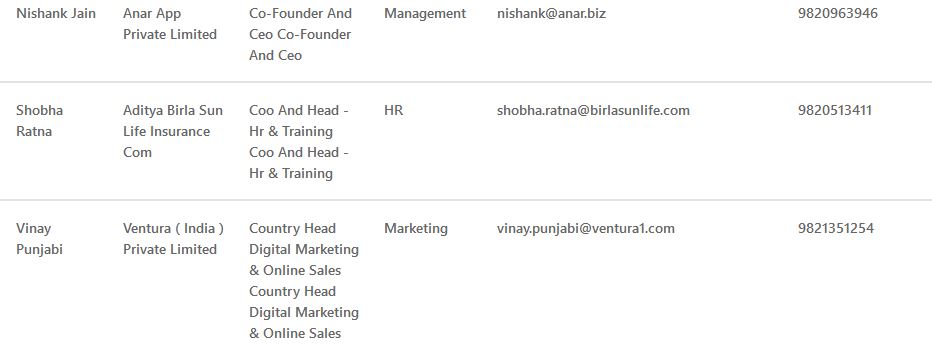 Nishank Jain Anar App Co-Founder And Management nishank@anar.biz 9820963946
Private Limited Ceo Co-Founder
And Ceo
Shobha Aditya Birla Sun Coo And Head - HR shobha.ratna@birlasunlife.com 9820513411
Ratna Life Insurance Hr & Training
Com Coo And Head -
Hr & Training
Vinay Ventura ( India ) Country Head Marketing vinay.punjabi@ventura1.com 9821351254
Punjabi Private Limited Digital Marketing
& Online Sales
Country Head
Digital Marketing
& Online Sales